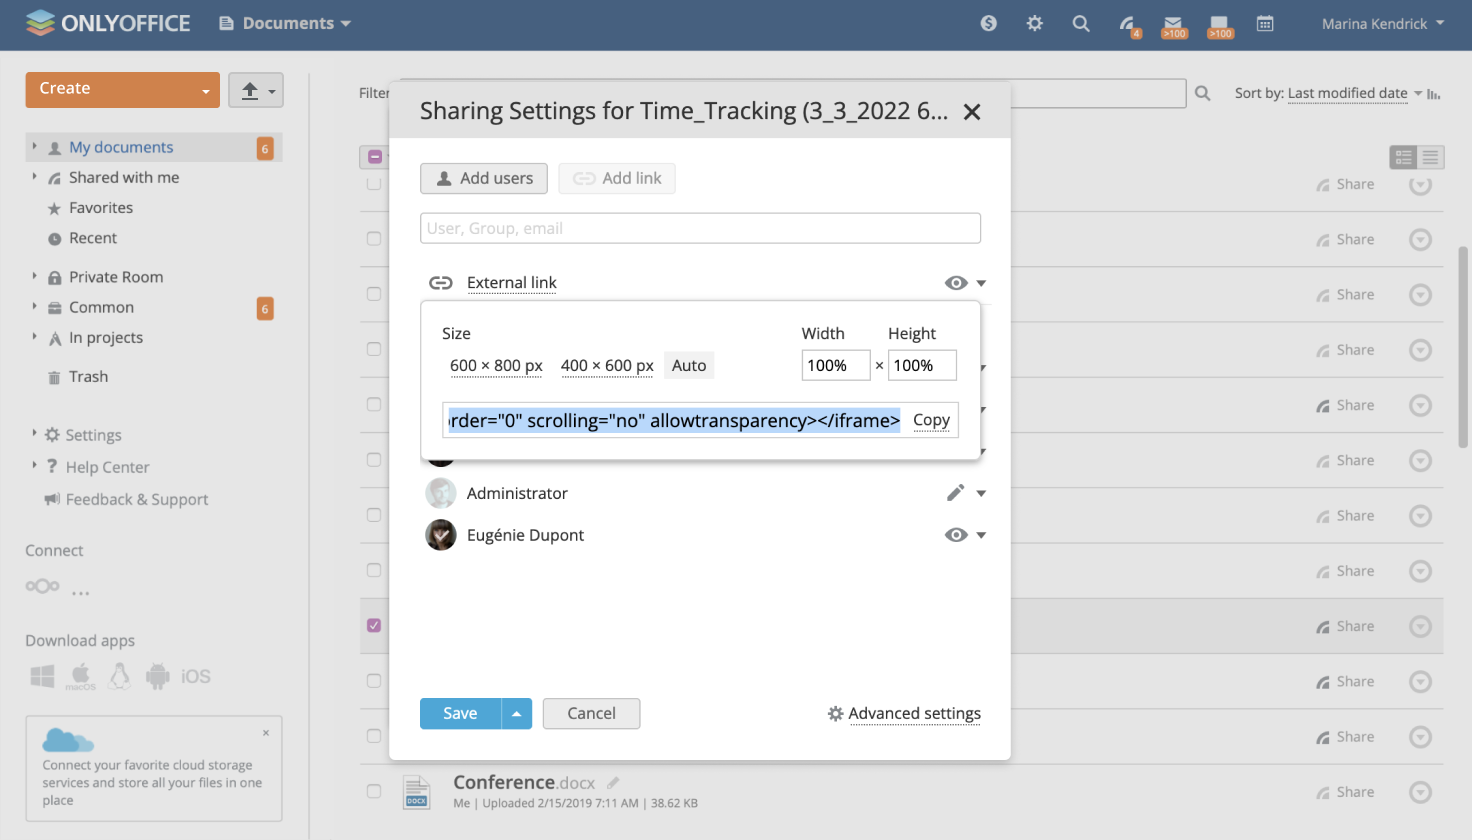 ONLYOFFICE Documents Marina Kendrick
4 >100 >100
Create
My documents 6
Shared with me
Favorites
Recent
Private Room
Common 6
In projects
Trash
Settings
? Help Center
Feedback & Support
Connect
...
Download apps
macOS iOS
×
Connect your favorite cloud storage
services and store all your files in one
place
Filter
Sort by: Last modified date
Sharing Settings for Time_Tracking (3_3_2022 6...
Add users Add link
User, Group, email
External link
Size Width Height
600 × 800 px 400 × 600 px Auto 100% × 100%
rder="0" scrolling="no" allowtransparency></iframe> Copy
Administrator
Eugénie Dupont
Save Cancel Advanced settings
Share
Share
Share
Share
Share
Share
Share
Share
Share
Share
Share
Conference.docx
DOCX
Me | Uploaded 2/15/2019 7:11 AM | 38.62 KB
Share